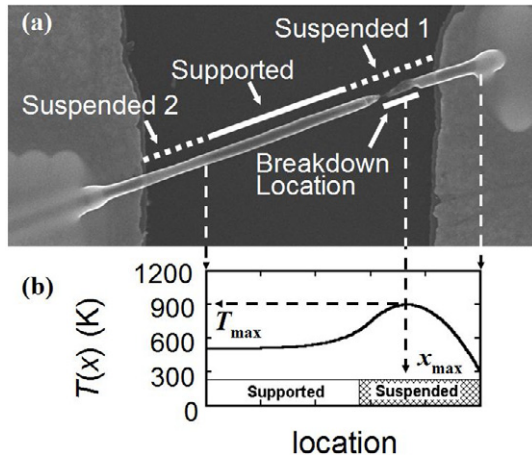 (a)
Suspended 1
Supported
Suspended 2
Breakdown
Location
(b)
1200
900
600
300
0
T(x) (K)
Tmax
xmax
Supported
Suspended
location